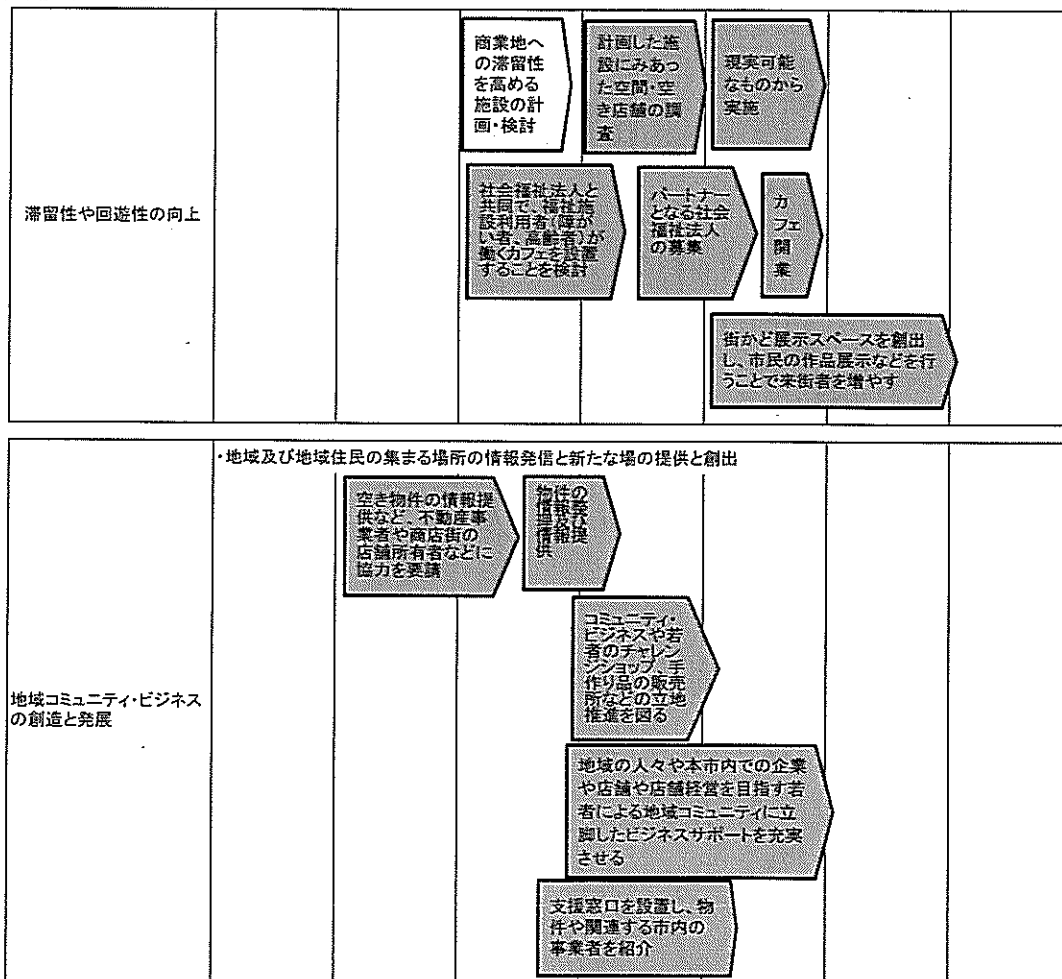 滞留性や回遊性の向上
商業地へ
の滞留性
を高める
施設の計
画・検討
計画した施
設にみあっ
た空間・空
き店舗の調
査
現実可能
なものから
実施
社会福祉法人と
共同で、福祉施
設利用者(障が
い者、高齢者)が
働くカフェを設置
することを検討
パートナー
となる社会
福祉法人
の募集
カフェ開業
街かど展示スペースを創出
し、市民の作品展示などを行
うことで来街者を増やす
地域コミュニティ・ビジネス
の創造と発展
・地域及び地域住民の集まる場所の情報発信と新たな場の提供と創出
空き物件の情報提
供など、不動産事
業者や商店街の
店舗所有者などに
協力を要請
物件の
情報整
理及び
情報提
供
コミュニティ・
ビジネスや若
者のチャレン
ジショップ、手
作り品の販売
所などの立地
推進を図る
地域の人々や本市内での企業
や店舗や店舗経営を目指す若
者による地域コミュニティに立
脚したビジネスサポートを充実
させる
支援窓口を設置し、物
件や関連する市内の
事業者を紹介